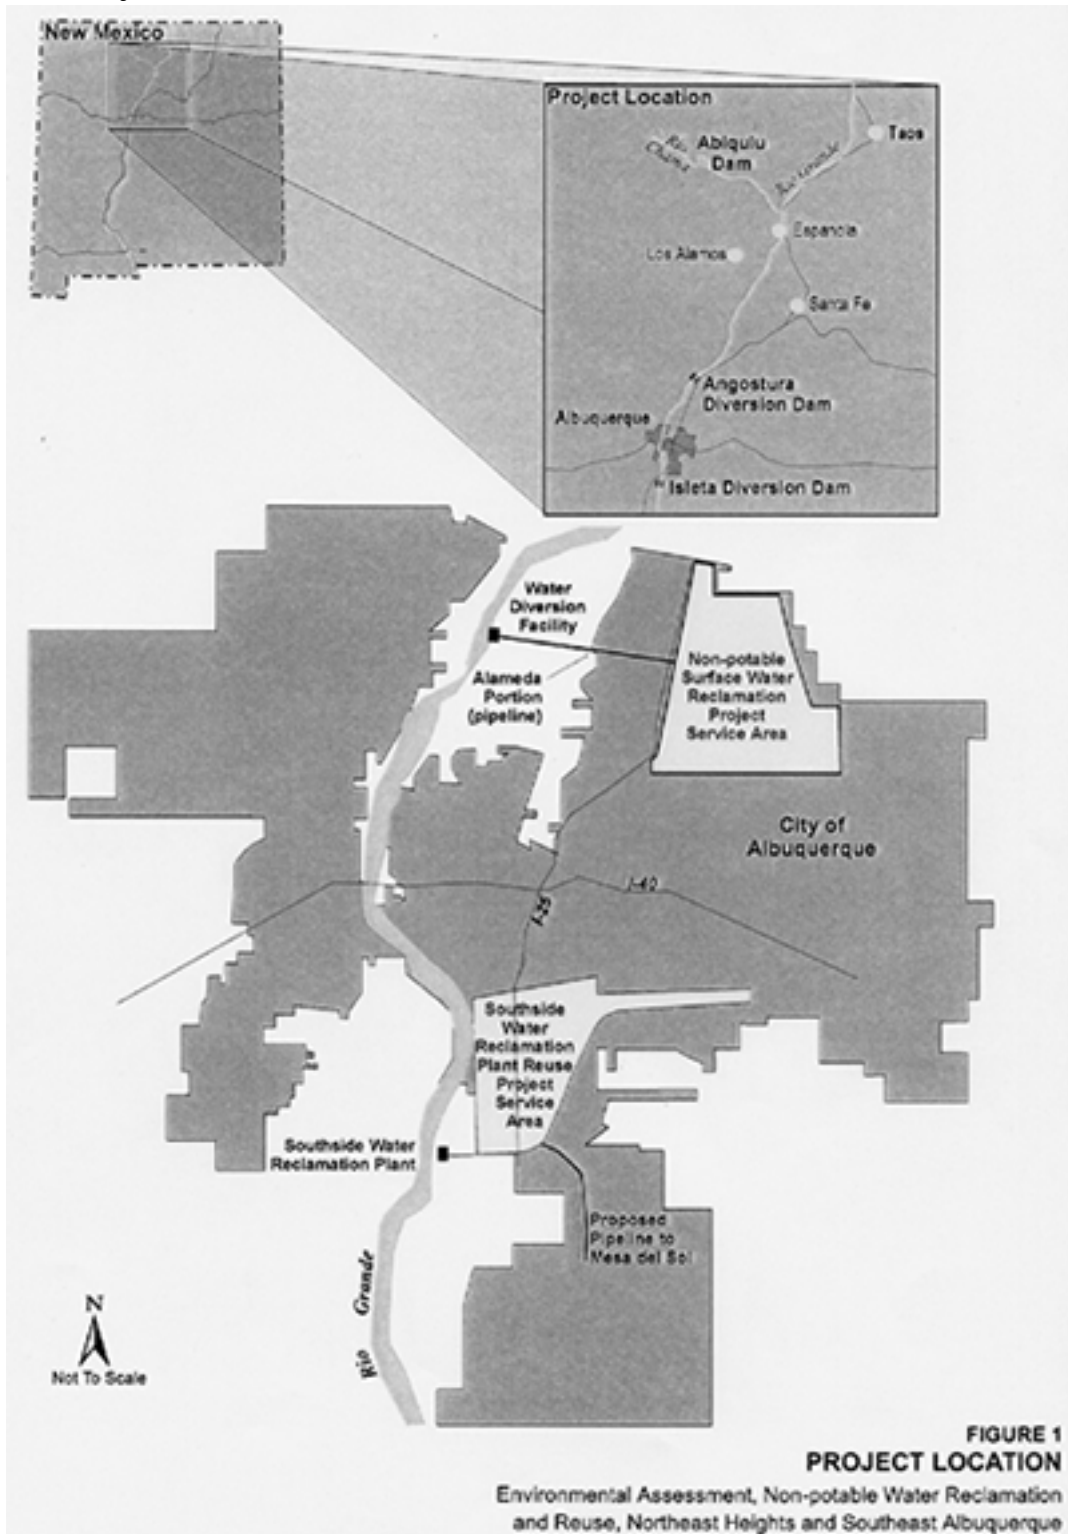 New Mexico
Project Location
Taos
Abiquiu
Dam
Rio
Chama
Rio Grande
Espanola
Los Alamos
Santa Fe
Angostura
Diversion Dam
Albuquerque
Isleta Diversion Dam
Water
Diversion
Facility
Alameda
Portion
(pipeline)
Non-potable
Surface Water
Reclamation
Project
Service Area
City of
Albuquerque
I-40
I-25
Southside
Water
Reclamation
Plant Reuse
Project
Service
Area
Southside Water
Reclamation Plant
Proposed
Pipeline to
Mesa del Sol
Rio Grande
N
Not To Scale
FIGURE 1
PROJECT LOCATION
Environmental Assessment, Non-potable Water Reclamation
and Reuse, Northeast Heights and Southeast Albuquerque